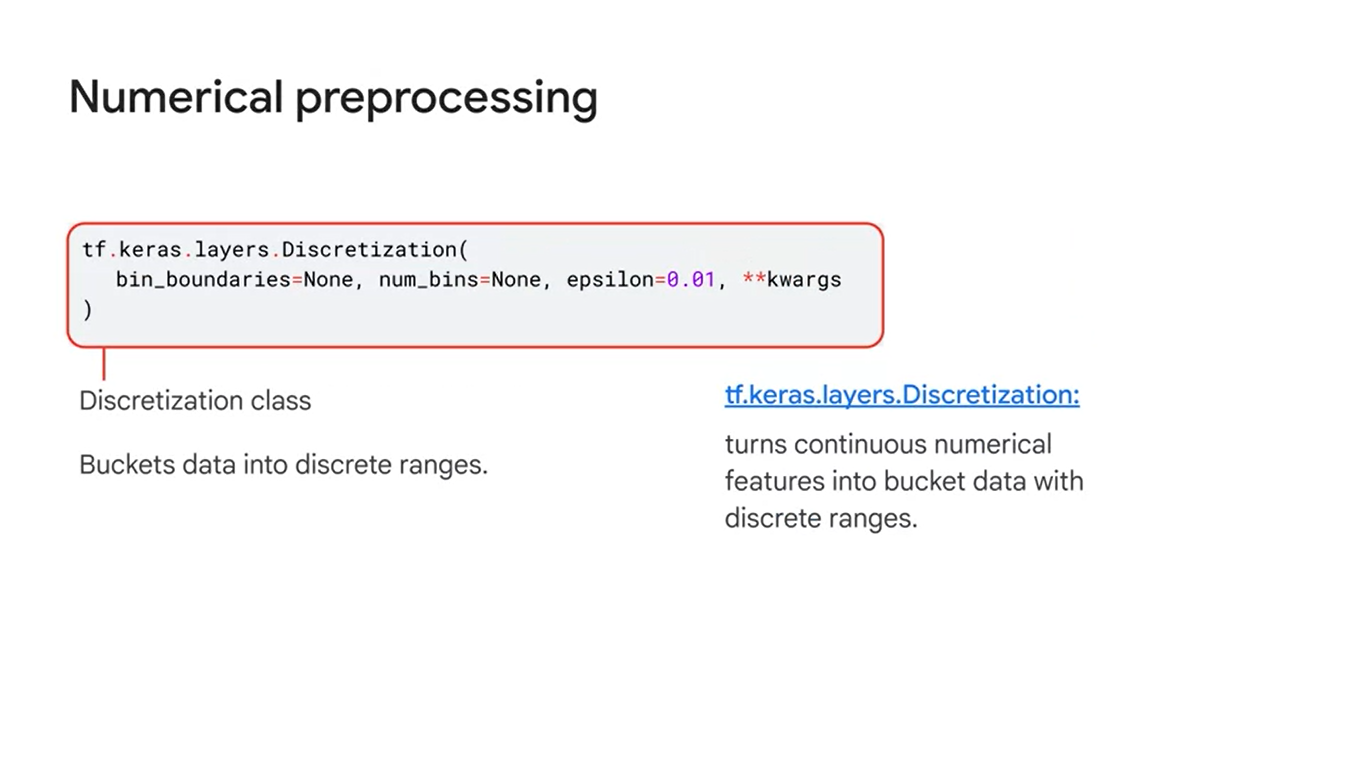 Numerical preprocessing
tf.keras.layers.Discretization(
bin_boundaries=None, num_bins=None, epsilon=0.01, **kwargs
)
Discretization class
Buckets data into discrete ranges.
tf.keras.layers.Discretization:
turns continuous numerical
features into bucket data with
discrete ranges.